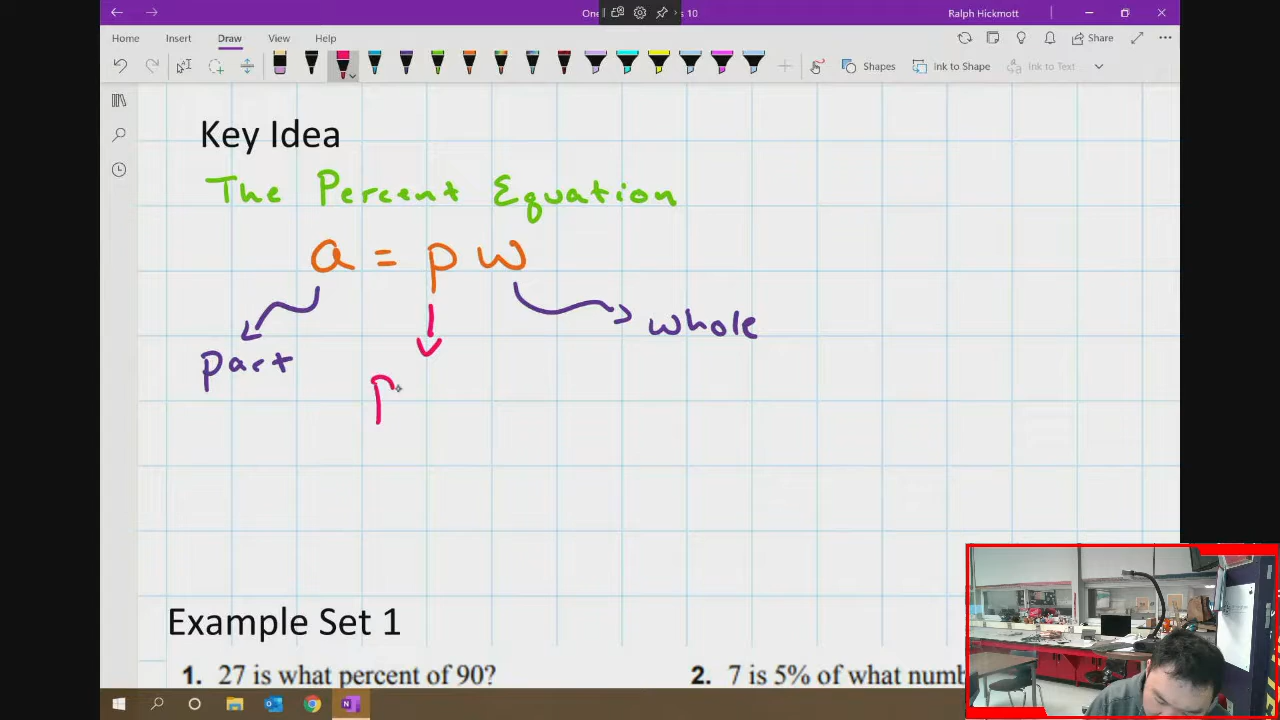 One
s 10
Ralph Hickmott
Home Insert Draw View Help
Share
Shapes Ink to Shape Ink to Text
Key Idea
The Percent Equation
a = p w
part
whole
Example Set 1
1. 27 is what percent of 90?
2. 7 is 5% of what numb